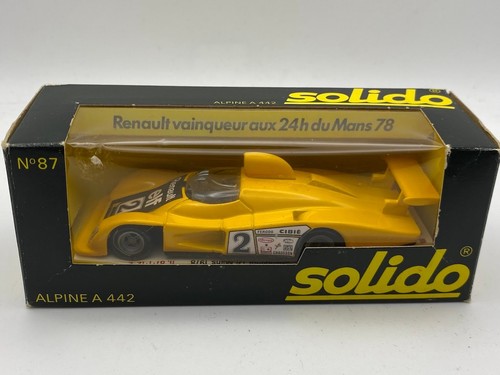 ALPINE A 442
solido®
Renault vainqueur aux 24h du Mans 78
N°87
elf
2
2
CIBIE
ALPINE A 442
solido®